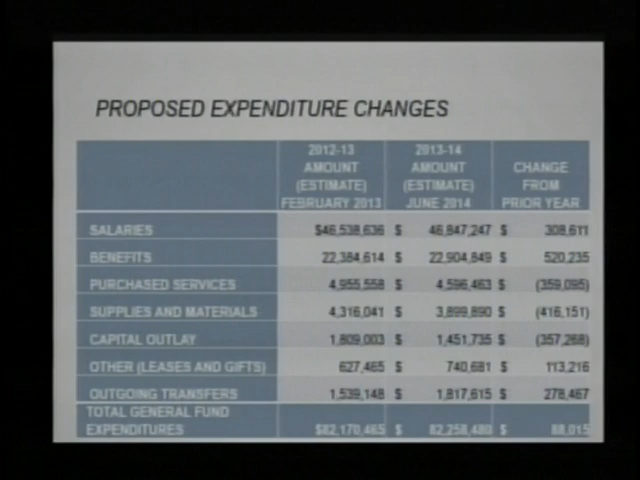 PROPOSED EXPENDITURE CHANGES
2012-13 AMOUNT (ESTIMATE) FEBRUARY 2013
2013-14 AMOUNT (ESTIMATE) JUNE 2014
CHANGE FROM PRIOR YEAR
SALARIES $46,538,636 $ 46,847,247 $ 308,611
BENEFITS 22,384,614 $ 22,904,849 $ 520,235
PURCHASED SERVICES 4,955,558 $ 4,596,463 $ (359,095)
SUPPLIES AND MATERIALS 4,316,041 $ 3,899,890 $ (416,151)
CAPITAL OUTLAY 1,809,003 $ 1,451,735 $ (357,268)
OTHER (LEASES AND GIFTS) 627,465 $ 740,681 $ 113,216
OUTGOING TRANSFERS 1,539,148 $ 1,817,615 $ 278,467
TOTAL GENERAL FUND
EXPENDITURES $82,170,465 $ 82,258,480 $ 88,015